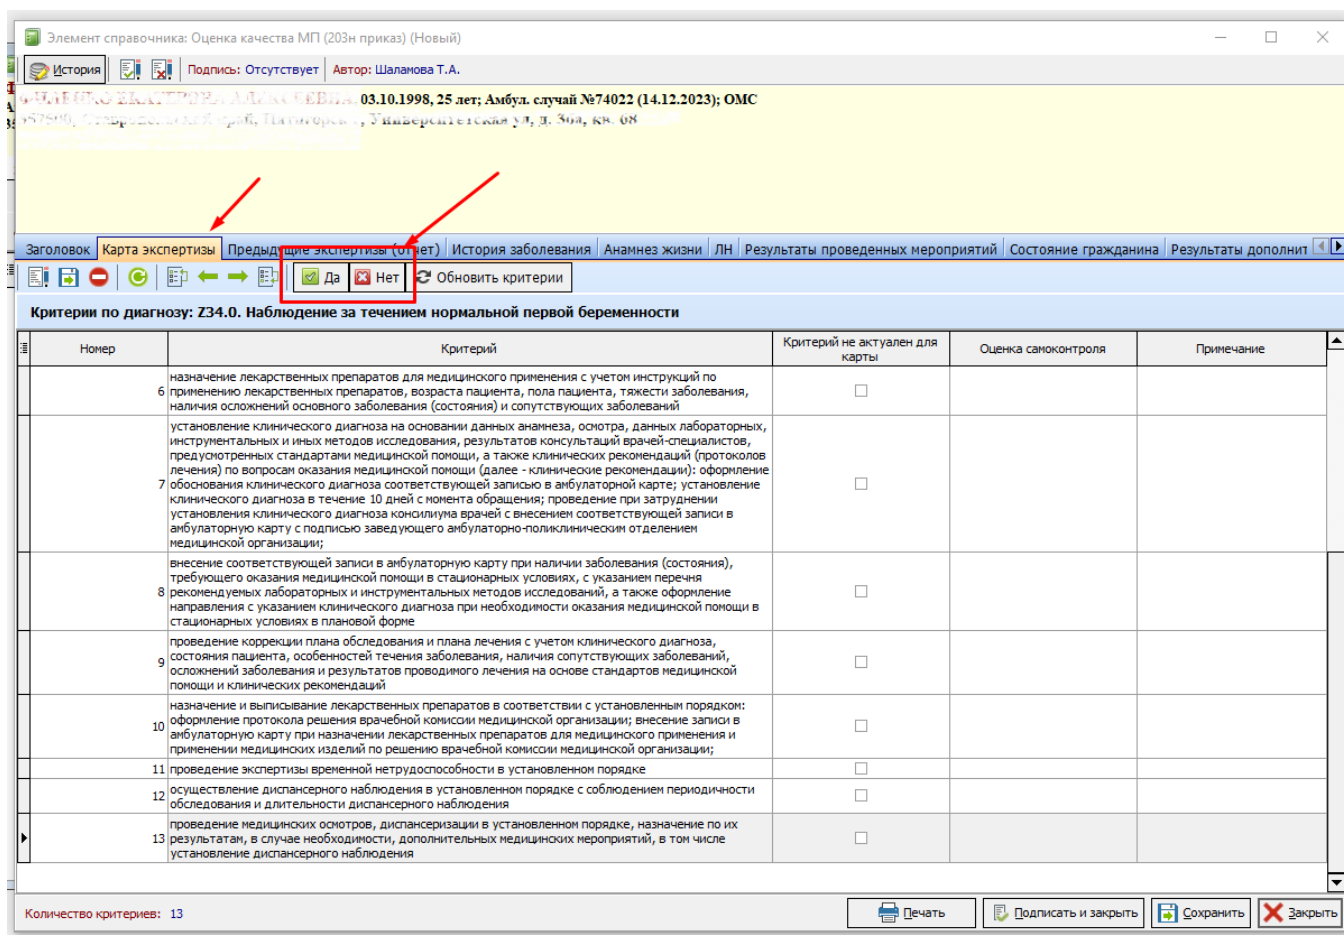 Элемент справочника: Оценка качества МП (203н приказ) (Новый)
История Подпись: Отсутствует Автор: Шаламова Т.А.
03.10.1998, 25 лет; Амбул. случай №74022 (14.12.2023); ОМС
Заголовок Карта экспертизы Предыдущие экспертизы (отчет) История заболевания Анамнез жизни ЛН Результаты проведенных мероприятий Состояние гражданина Результаты дополнит
Да Нет Обновить критерии
Критерии по диагнозу: Z34.0. Наблюдение за течением нормальной первой беременности
Номер Критерий Критерий не актуален для карты Оценка самоконтроля Примечание
назначение лекарственных препаратов для медицинского применения с учетом инструкций по
6 применению лекарственных препаратов, возраста пациента, пола пациента, тяжести заболевания,
наличия осложнений основного заболевания (состояния) и сопутствующих заболеваний
установление клинического диагноза на основании данных анамнеза, осмотра, данных лабораторных,
инструментальных и иных методов исследования, результатов консультаций врачей-специалистов,
предусмотренных стандартами медицинской помощи, а также клинических рекомендаций (протоколов
лечения) по вопросам оказания медицинской помощи (далее - клинические рекомендации): оформление
7 обоснования клинического диагноза соответствующей записью в амбулаторной карте; установление
клинического диагноза в течение 10 дней с момента обращения; проведение при затруднении
установления клинического диагноза консилиума врачей с внесением соответствующей записи в
амбулаторную карту с подписью заведующего амбулаторно-поликлиническим отделением
медицинской организации;
внесение соответствующей записи в амбулаторную карту при наличии заболевания (состояния),
требующего оказания медицинской помощи в стационарных условиях, с указанием перечня
8 рекомендуемых лабораторных и инструментальных методов исследований, а также оформление
направления с указанием клинического диагноза при необходимости оказания медицинской помощи в
стационарных условиях в плановой форме
проведение коррекции плана обследования и плана лечения с учетом клинического диагноза,
9 состояния пациента, особенностей течения заболевания, наличия сопутствующих заболеваний,
осложнений заболевания и результатов проводимого лечения на основе стандартов медицинской
помощи и клинических рекомендаций
назначение и выписывание лекарственных препаратов в соответствии с установленным порядком:
10 оформление протокола решения врачебной комиссии медицинской организации; внесение записи в
амбулаторную карту при назначении лекарственных препаратов для медицинского применения и
применении медицинских изделий по решению врачебной комиссии медицинской организации;
11 проведение экспертизы временной нетрудоспособности в установленном порядке
12 осуществление диспансерного наблюдения в установленном порядке с соблюдением периодичности
обследования и длительности диспансерного наблюдения
проведение медицинских осмотров, диспансеризации в установленном порядке, назначение по их
13 результатам, в случае необходимости, дополнительных медицинских мероприятий, в том числе
установление диспансерного наблюдения
Количество критериев: 13 Печать Подписать и закрыть Сохранить Закрыть